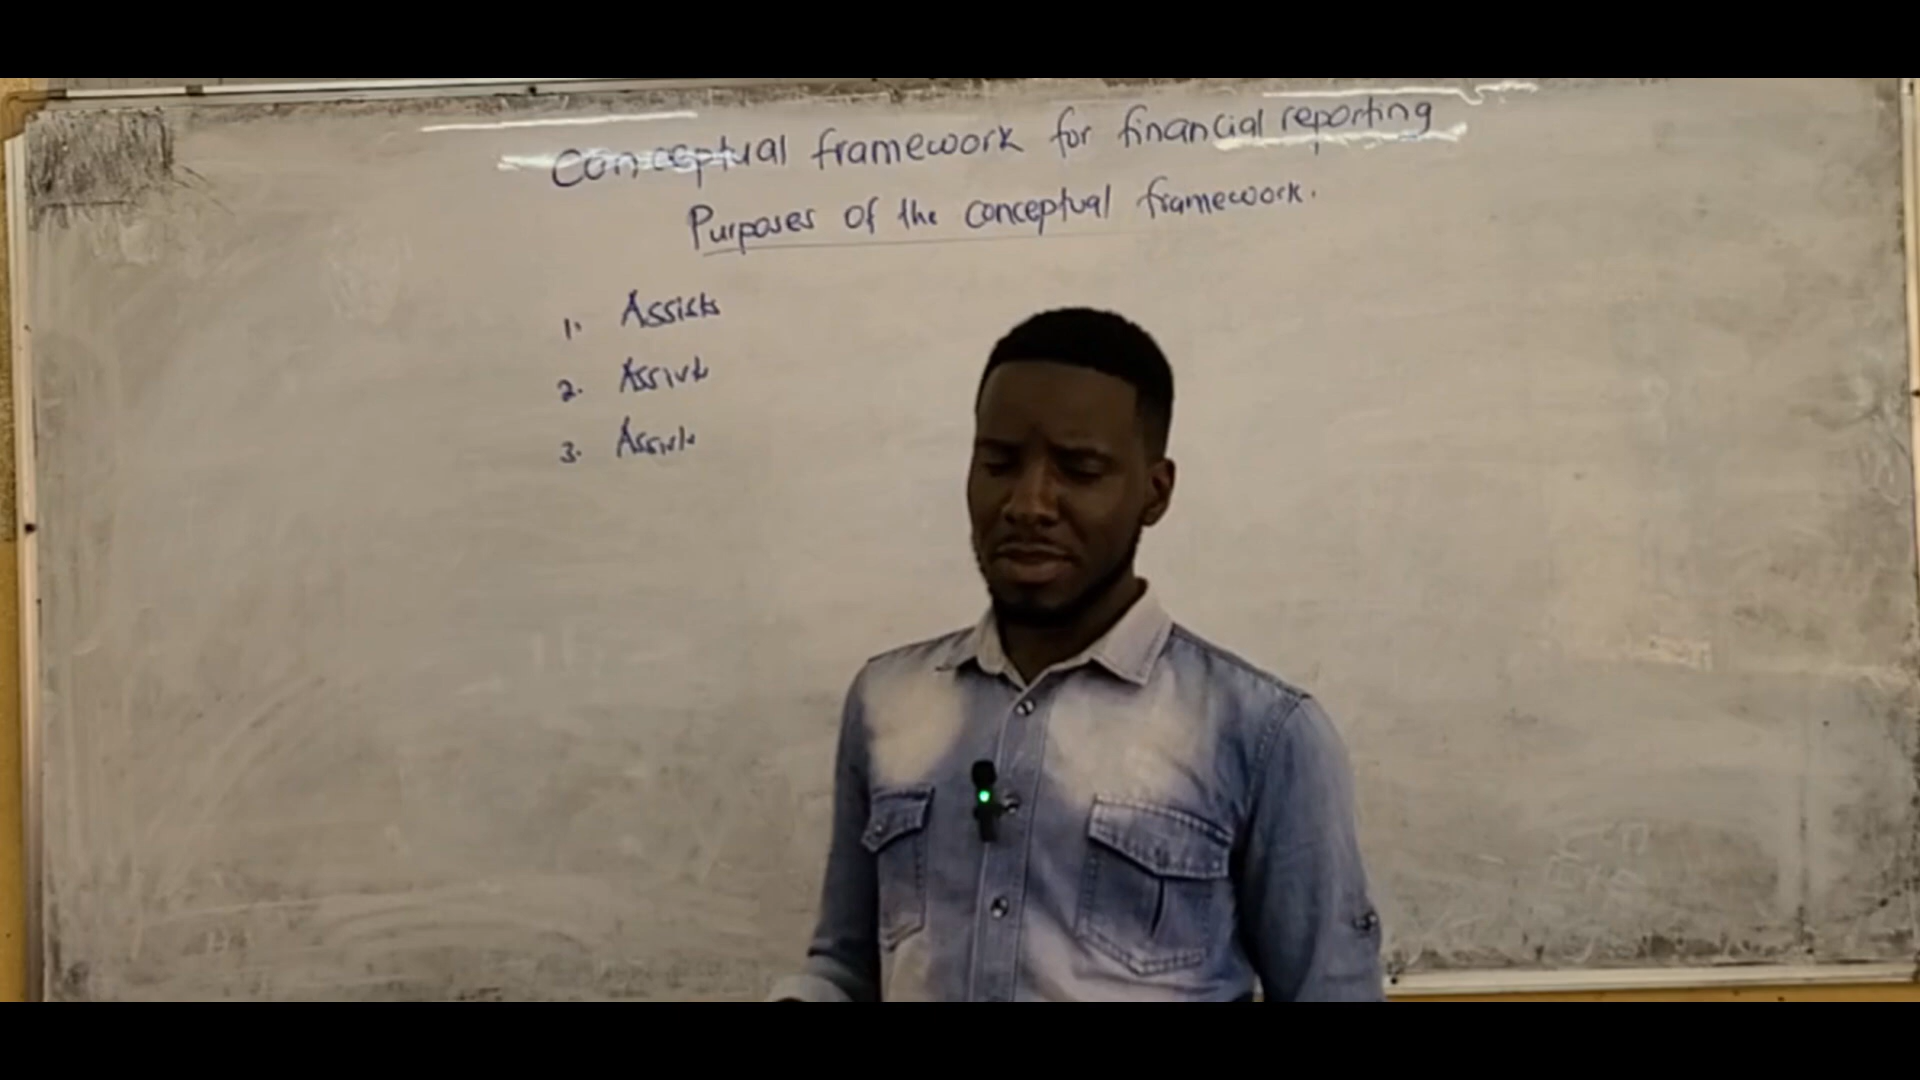 Conceptual framework for financial reporting
Purposes of the conceptual framework.
1. Assists
2. Assists
3. Assists